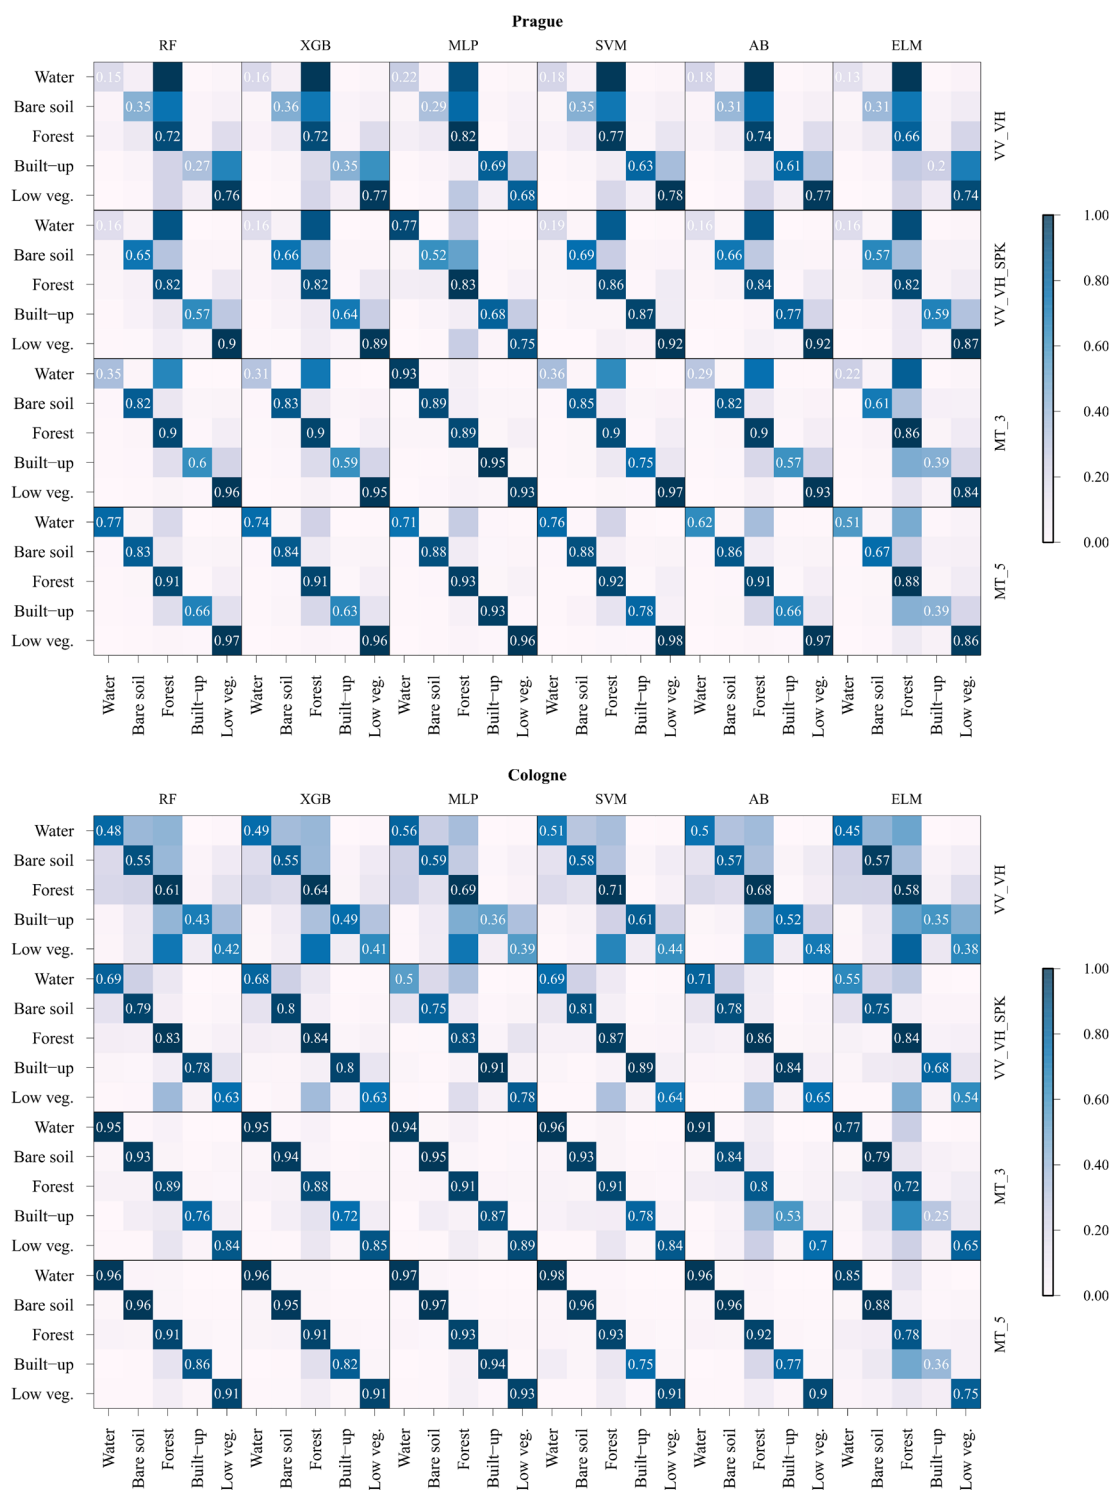 Prague
RF XGB MLP SVM AB ELM
Water 0.15 0.16 0.22 0.18 0.18 0.13
Bare soil 0.35 0.36 0.29 0.35 0.31 0.31
Forest 0.72 0.72 0.82 0.77 0.74 0.66
Built−up 0.27 0.35 0.69 0.63 0.61 0.2
Low veg. 0.76 0.77 0.68 0.78 0.77 0.74
VV_VH
Water 0.16 0.16 0.77 0.19 0.16 0.16
Bare soil 0.65 0.66 0.52 0.69 0.66 0.57
Forest 0.82 0.82 0.83 0.86 0.84 0.82
Built−up 0.57 0.64 0.68 0.87 0.77 0.59
Low veg. 0.9 0.89 0.75 0.92 0.92 0.87
VV_VH_SPK
Water 0.35 0.31 0.93 0.36 0.29 0.22
Bare soil 0.82 0.83 0.89 0.85 0.82 0.61
Forest 0.9 0.9 0.89 0.9 0.9 0.86
Built−up 0.6 0.59 0.95 0.75 0.57 0.39
Low veg. 0.96 0.95 0.93 0.97 0.93 0.84
MT_3
Water 0.77 0.74 0.71 0.76 0.62 0.51
Bare soil 0.83 0.84 0.88 0.88 0.86 0.67
Forest 0.91 0.91 0.93 0.92 0.91 0.88
Built−up 0.66 0.63 0.93 0.78 0.66 0.39
Low veg. 0.97 0.96 0.96 0.98 0.97 0.86
MT_5
Water Bare soil Forest Built−up Low veg. Water Bare soil Forest Built−up Low veg. Water Bare soil Forest Built−up Low veg. Water Bare soil Forest Built−up Low veg. Water Bare soil Forest Built−up Low veg. Water Bare soil Forest Built−up Low veg.
1.00
0.80
0.60
0.40
0.20
0.00
Cologne
RF XGB MLP SVM AB ELM
Water 0.48 0.49 0.56 0.51 0.5 0.45
Bare soil 0.55 0.55 0.59 0.58 0.57 0.57
Forest 0.61 0.64 0.69 0.71 0.68 0.58
Built−up 0.43 0.49 0.36 0.61 0.52 0.35
Low veg. 0.42 0.41 0.39 0.44 0.48 0.38
VV_VH
Water 0.69 0.68 0.5 0.69 0.71 0.55
Bare soil 0.79 0.8 0.75 0.81 0.78 0.75
Forest 0.83 0.84 0.83 0.87 0.86 0.84
Built−up 0.78 0.8 0.91 0.89 0.84 0.68
Low veg. 0.63 0.63 0.78 0.64 0.65 0.54
VV_VH_SPK
Water 0.95 0.95 0.94 0.96 0.91 0.77
Bare soil 0.93 0.94 0.95 0.93 0.84 0.79
Forest 0.89 0.88 0.91 0.91 0.8 0.72
Built−up 0.76 0.72 0.87 0.78 0.53 0.25
Low veg. 0.84 0.85 0.89 0.84 0.7 0.65
MT_3
Water 0.96 0.96 0.97 0.98 0.96 0.85
Bare soil 0.96 0.95 0.97 0.96 0.96 0.88
Forest 0.91 0.91 0.93 0.93 0.92 0.78
Built−up 0.86 0.82 0.94 0.75 0.77 0.36
Low veg. 0.91 0.91 0.93 0.91 0.9 0.75
MT_5
Water Bare soil Forest Built−up Low veg. Water Bare soil Forest Built−up Low veg. Water Bare soil Forest Built−up Low veg. Water Bare soil Forest Built−up Low veg. Water Bare soil Forest Built−up Low veg. Water Bare soil Forest Built−up Low veg.
1.00
0.80
0.60
0.40
0.20
0.00